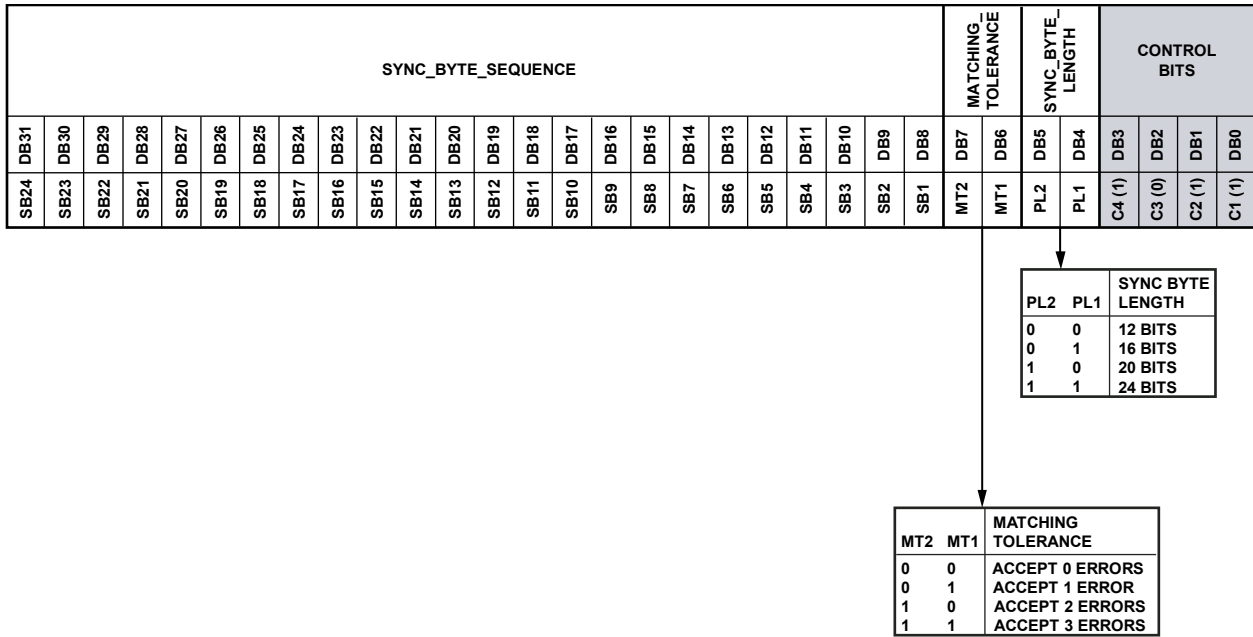 SYNC_BYTE_SEQUENCE
MATCHING_
TOLERANCE
SYNC_BYTE_
LENGTH
CONTROL
BITS
DB31 DB30 DB29 DB28 DB27 DB26 DB25 DB24 DB23 DB22 DB21 DB20 DB19 DB18 DB17 DB16 DB15 DB14 DB13 DB12 DB11 DB10 DB9 DB8 DB7 DB6 DB5 DB4 DB3 DB2 DB1 DB0
SB24 SB23 SB22 SB21 SB20 SB19 SB18 SB17 SB16 SB15 SB14 SB13 SB12 SB11 SB10 SB9 SB8 SB7 SB6 SB5 SB4 SB3 SB2 SB1 MT2 MT1 PL2 PL1 C4 (1) C3 (0) C2 (1) C1 (1)
SYNC BYTE
PL2 PL1 LENGTH
0 0 12 BITS
0 1 16 BITS
1 0 20 BITS
1 1 24 BITS
MATCHING
MT2 MT1 TOLERANCE
0 0 ACCEPT 0 ERRORS
0 1 ACCEPT 1 ERROR
1 0 ACCEPT 2 ERRORS
1 1 ACCEPT 3 ERRORS